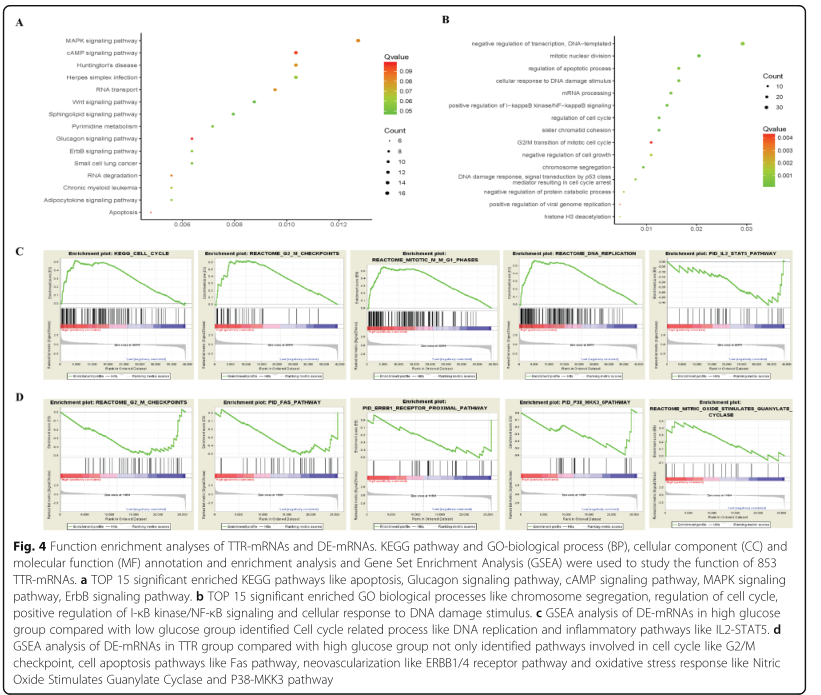 A
MAPK signaling pathway
cAMP signaling pathway
Huntington's disease
Herpes simplex infection
RNA transport
Wnt signaling pathway
Sphingolipid signaling pathway
Pyrimidine metabolism
Glucagon signaling pathway
ErbB signaling pathway
Small cell lung cancer
RNA degradation
Chronic myeloid leukemia
Adipocytokine signaling pathway
Apoptosis
0.006
0.008
0.010
0.012
Qvalue
0.09
0.08
0.07
0.06
0.05
Count
6
8
10
12
14
16
B
negative regulation of transcription, DNA-templated
mitotic nuclear division
regulation of apoptotic process
cellular response to DNA damage stimulus
mRNA processing
positive regulation of I-kappaB kinase/NF-kappaB signaling
regulation of cell cycle
sister chromatid cohesion
G2/M transition of mitotic cell cycle
negative regulation of cell growth
chromosome segregation
DNA damage response, signal transduction by p53 class
mediator resulting in cell cycle arrest
negative regulation of protein catabolic process
positive regulation of viral genome replication
histone H3 deacetylation
0.01
0.02
0.03
Count
10
20
30
Qvalue
0.004
0.003
0.002
0.001
C
Enrichment plot: KEGG_CELL_CYCLE
Enrichment plot: REACTOME_G2_M_CHECKPOINTS
Enrichment plot:
REACTOME_MITOTIC_M_M_G1_PHASES
Enrichment plot: REACTOME_DNA_REPLICATION
Enrichment plot: PID_IL2_STAT5_PATHWAY
D
Enrichment plot: REACTOME_G2_M_CHECKPOINTS
Enrichment plot: PID_FAS_PATHWAY
Enrichment plot:
PID_ERBB1_RECEPTOR_PROXIMAL_PATHWAY
Enrichment plot: PID_P38_MKK3_6PATHWAY
Enrichment plot:
REACTOME_NITRIC_OXIDE_STIMULATES_GUANYLATE_
CYCLASE
Fig. 4 Function enrichment analyses of TTR-mRNAs and DE-mRNAs. KEGG pathway and GO-biological process (BP), cellular component (CC) and
molecular function (MF) annotation and enrichment analysis and Gene Set Enrichment Analysis (GSEA) were used to study the function of 853
TTR-mRNAs. a TOP 15 significant enriched KEGG pathways like apoptosis, Glucagon signaling pathway, cAMP signaling pathway, MAPK signaling
pathway, ErbB signaling pathway. b TOP 15 significant enriched GO biological processes like chromosome segregation, regulation of cell cycle,
positive regulation of I-κB kinase/NF-κB signaling and cellular response to DNA damage stimulus. c GSEA analysis of DE-mRNAs in high glucose
group compared with low glucose group identified Cell cycle related process like DNA replication and inflammatory pathways like IL2-STAT5. d
GSEA analysis of DE-mRNAs in TTR group compared with high glucose group not only identified pathways involved in cell cycle like G2/M
checkpoint, cell apoptosis pathways like Fas pathway, neovascularization like ERBB1/4 receptor pathway and oxidative stress response like Nitric
Oxide Stimulates Guanylate Cyclase and P38-MKK3 pathway